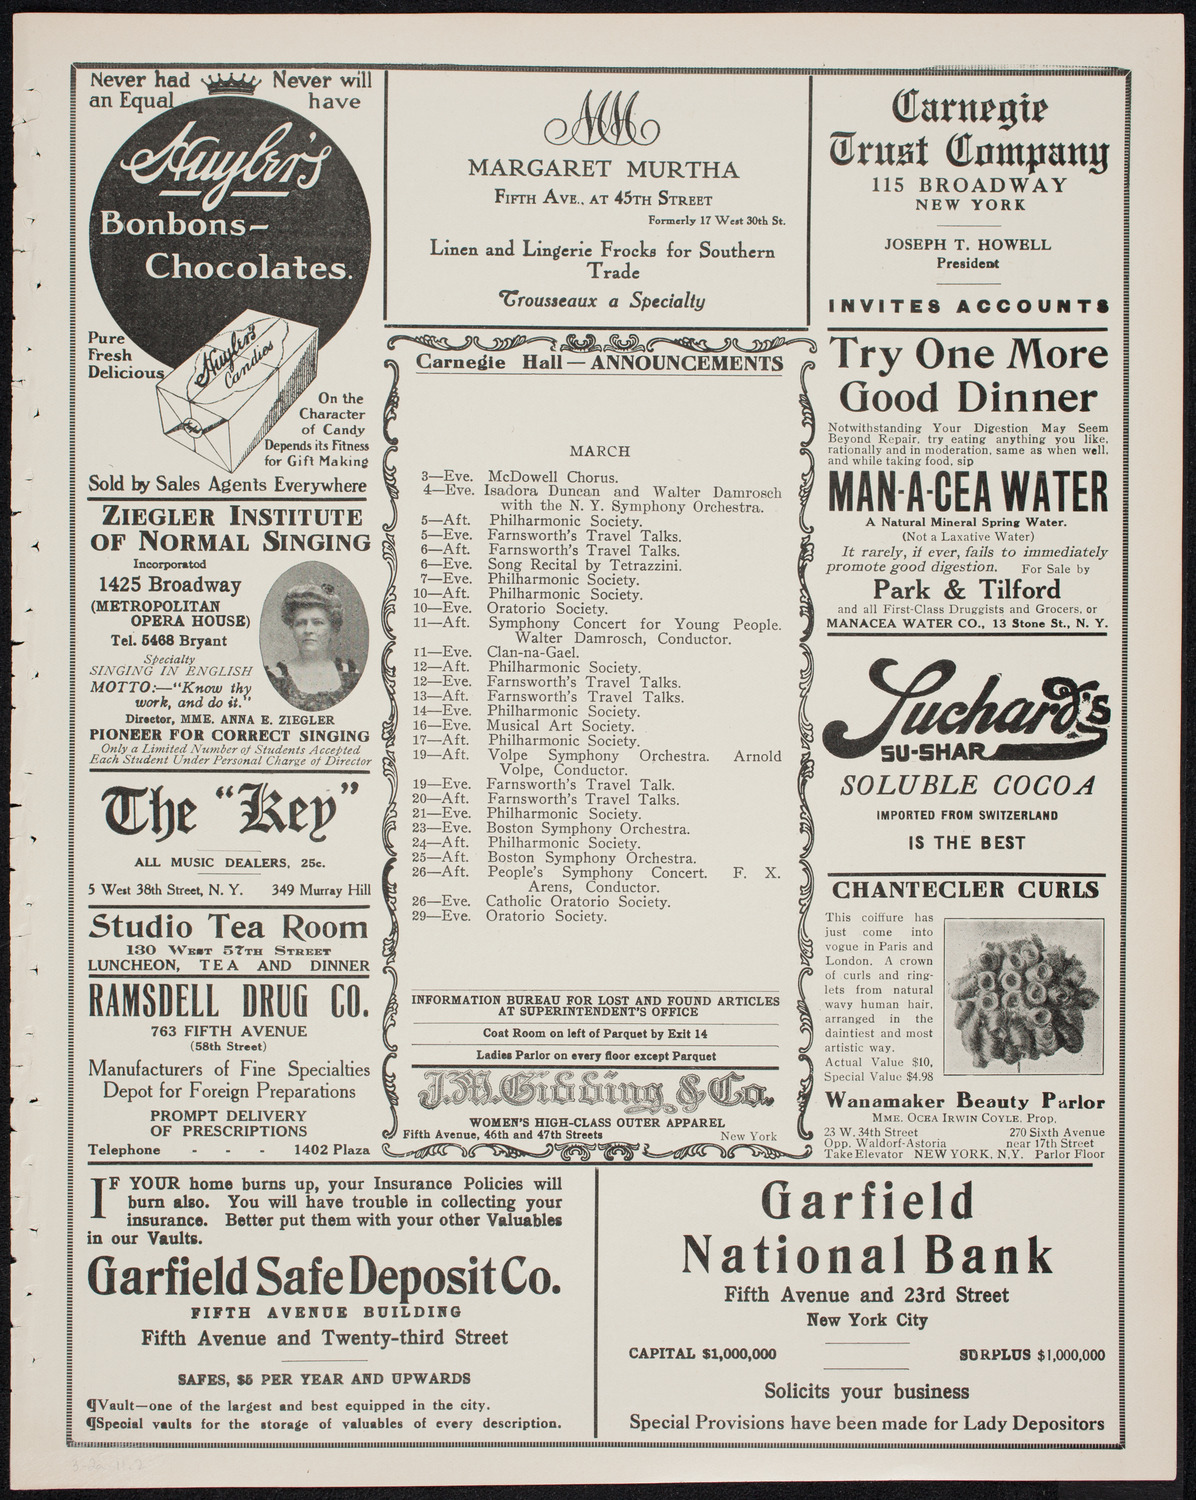 Never had Never will
an Equal have
Huyler's
Bonbons-
Chocolates.
Pure
Fresh
Delicious
Huyler's
Candies
On the
Character
of Candy
Depends its Fitness
for Gift Making
Sold by Sales Agents Everywhere
ZIEGLER INSTITUTE
OF NORMAL SINGING
Incorporated
1425 Broadway
(METROPOLITAN
OPERA HOUSE)
Tel. 5468 Bryant
Specialty
SINGING IN ENGLISH
MOTTO:—"Know thy
work, and do it."
Director, MME. ANNA E. ZIEGLER
PIONEER FOR CORRECT SINGING
Only a Limited Number of Students Accepted
Each Student Under Personal Charge of Director
The "Key"
ALL MUSIC DEALERS, 25c.
5 West 38th Street, N. Y. 349 Murray Hill
Studio Tea Room
130 WEST 57TH STREET
LUNCHEON, TEA AND DINNER
RAMSDELL DRUG CO.
763 FIFTH AVENUE
(58th Street)
Manufacturers of Fine Specialties
Depot for Foreign Preparations
PROMPT DELIVERY
OF PRESCRIPTIONS
Telephone - - - 1402 Plaza
MM
MARGARET MURTHA
FIFTH AVE., AT 45TH STREET
Formerly 17 West 30th St.
Linen and Lingerie Frocks for Southern
Trade
Trousseaux a Specialty
Carnegie Hall — ANNOUNCEMENTS
MARCH
3—Eve. McDowell Chorus.
4—Eve. Isadora Duncan and Walter Damrosch
with the N. Y. Symphony Orchestra.
5—Aft. Philharmonic Society.
5—Eve. Farnsworth's Travel Talks.
6—Aft. Farnsworth's Travel Talks.
6—Eve. Song Recital by Tetrazzini.
7—Eve. Philharmonic Society.
10—Aft. Philharmonic Society.
10—Eve. Oratorio Society.
11—Aft. Symphony Concert for Young People.
Walter Damrosch, Conductor.
11—Eve. Clan-na-Gael.
12—Aft. Philharmonic Society.
12—Eve. Farnsworth's Travel Talks.
13—Aft. Farnsworth's Travel Talks.
14—Eve. Philharmonic Society.
16—Eve. Musical Art Society.
17—Aft. Philharmonic Society.
19—Aft. Volpe Symphony Orchestra. Arnold
Volpe, Conductor.
19—Eve. Farnsworth's Travel Talk.
20—Aft. Farnsworth's Travel Talks.
21—Eve. Philharmonic Society.
23—Eve. Boston Symphony Orchestra.
24—Aft. Philharmonic Society.
25—Aft. Boston Symphony Orchestra.
26—Aft. People's Symphony Concert. F. X.
Arens, Conductor.
26—Eve. Catholic Oratorio Society.
29—Eve. Oratorio Society.
INFORMATION BUREAU FOR LOST AND FOUND ARTICLES
AT SUPERINTENDENT'S OFFICE
Coat Room on left of Parquet by Exit 14
Ladies Parlor on every floor except Parquet
J.M. Gidding & Co.
WOMEN'S HIGH-CLASS OUTER APPAREL
Fifth Avenue, 46th and 47th Streets New York
Carnegie
Trust Company
115 BROADWAY
NEW YORK
JOSEPH T. HOWELL
President
INVITES ACCOUNTS
Try One More
Good Dinner
Notwithstanding Your Digestion May Seem
Beyond Repair, try eating anything you like,
rationally and in moderation, same as when well,
and while taking food, sip
MAN-A-CEA WATER
A Natural Mineral Spring Water.
(Not a Laxative Water)
It rarely, if ever, fails to immediately
promote good digestion. For Sale by
Park & Tilford
and all First-Class Druggists and Grocers, or
MANACEA WATER CO., 13 Stone St., N. Y.
Suchard's
SU-SHAR
SOLUBLE COCOA
IMPORTED FROM SWITZERLAND
IS THE BEST
CHANTECLER CURLS
This coiffure has
just come into
vogue in Paris and
London. A crown
of curls and ring-
lets from natural
wavy human hair,
arranged in the
daintiest and most
artistic way.
Actual Value $10,
Special Value $4.98
Wanamaker Beauty Parlor
MME. OCEA IRWIN COYLE, Prop.
23 W. 34th Street 270 Sixth Avenue
Opp. Waldorf-Astoria near 17th Street
Take Elevator NEW YORK, N.Y. Parlor Floor
IF YOUR home burns up, your Insurance Policies will
burn also. You will have trouble in collecting your
insurance. Better put them with your other Valuables
in our Vaults.
Garfield Safe Deposit Co.
FIFTH AVENUE BUILDING
Fifth Avenue and Twenty-third Street
SAFES, $5 PER YEAR AND UPWARDS
¶Vault—one of the largest and best equipped in the city.
¶Special vaults for the storage of valuables of every description.
Garfield
National Bank
Fifth Avenue and 23rd Street
New York City
CAPITAL $1,000,000 SURPLUS $1,000,000
Solicits your business
Special Provisions have been made for Lady Depositors